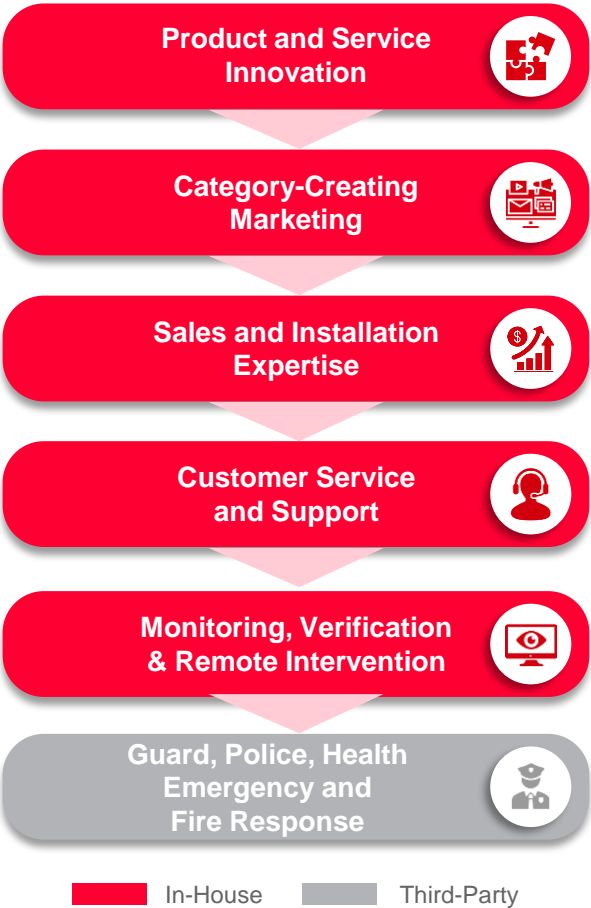 Product and Service
Innovation
Category-Creating
Marketing
Sales and Installation
Expertise
Customer Service
and Support
Monitoring, Verification
& Remote Intervention
Guard, Police, Health
Emergency and
Fire Response
In-House
Third-Party